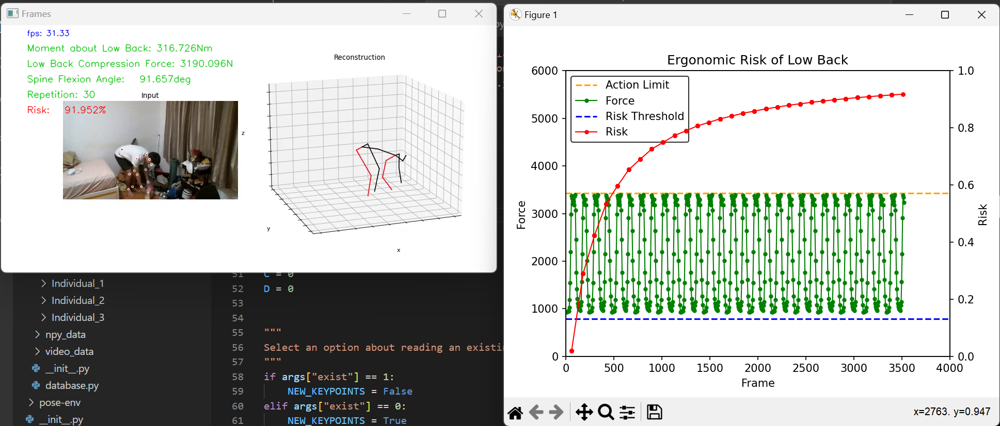 Frames
fps: 31.33
Moment about Low Back: 316.726Nm
Low Back Compression Force: 3190.096N
Spine Flexion Angle: 91.657deg
Repetition: 30
Risk: 91.952%
Input
Reconstruction
z
y
x
Individual_1
Individual_2
Individual_3
npy_data
video_data
__init__.py
database.py
pose-env
__init__.py
51 C = 0
52 D = 0
53
54
55 """
56 Select an option about reading an existi
57 """
58 if args["exist"] == 1:
59 NEW_KEYPOINTS = False
60 elif args["exist"] == 0:
61 NEW_KEYPOINTS = True
Figure 1
Ergonomic Risk of Low Back
Action Limit
Force
Risk Threshold
Risk
6000
5000
4000
3000
2000
1000
0
Force
1.0
0.8
0.6
0.4
0.2
0.0
Risk
0 500 1000 1500 2000 2500 3000 3500 4000
Frame
x=2763. y=0.947